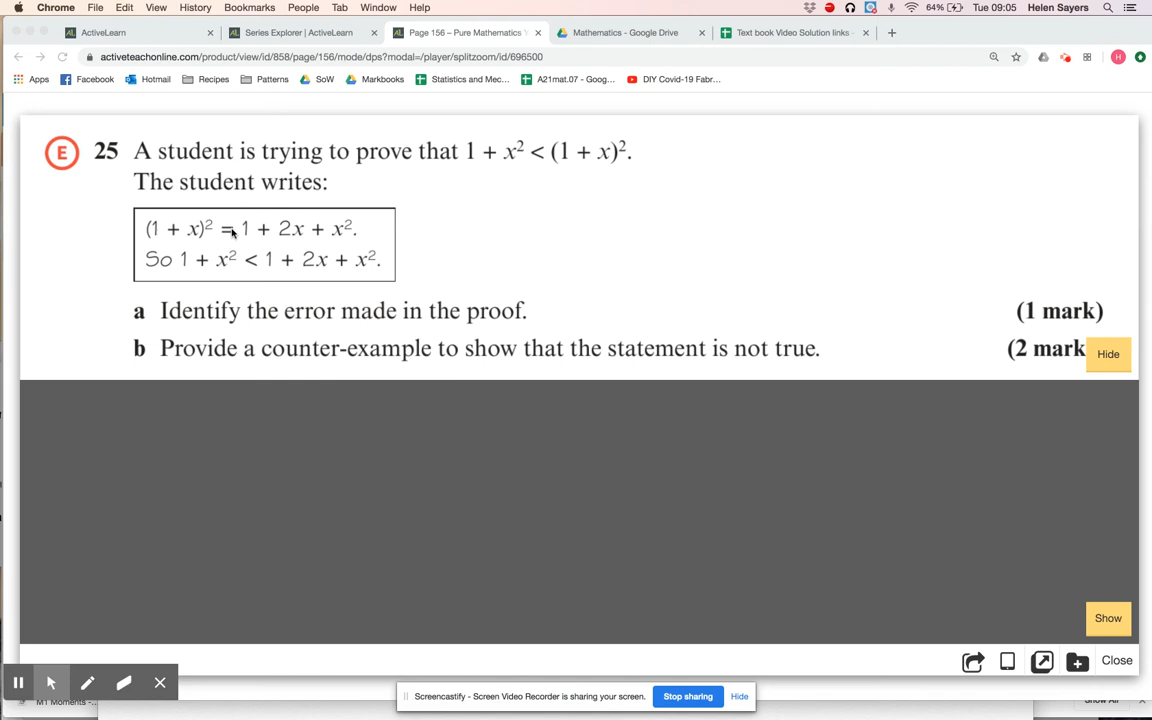 Chrome File Edit View History Bookmarks People Tab Window Help 64% Tue 09:05 Helen Sayers
ActiveLearn Series Explorer | ActiveLearn Page 156 – Pure Mathematics Mathematics - Google Drive Text book Video Solution links -
activeteachonline.com/product/view/id/858/page/156/mode/dps?modal=/player/splitzoom/id/696500 H
Apps Facebook Hotmail Recipes Patterns SoW Markbooks Statistics and Mec... A21mat.07 - Goog... DIY Covid-19 Fabr...
E 25 A student is trying to prove that 1 + x² < (1 + x)².
The student writes:
(1 + x)² = 1 + 2x + x².
So 1 + x² < 1 + 2x + x².
a Identify the error made in the proof. (1 mark)
b Provide a counter-example to show that the statement is not true. (2 mark
Hide
Show
Close
Screencastify - Screen Video Recorder is sharing your screen. Stop sharing Hide
M1 Moments -... Show All